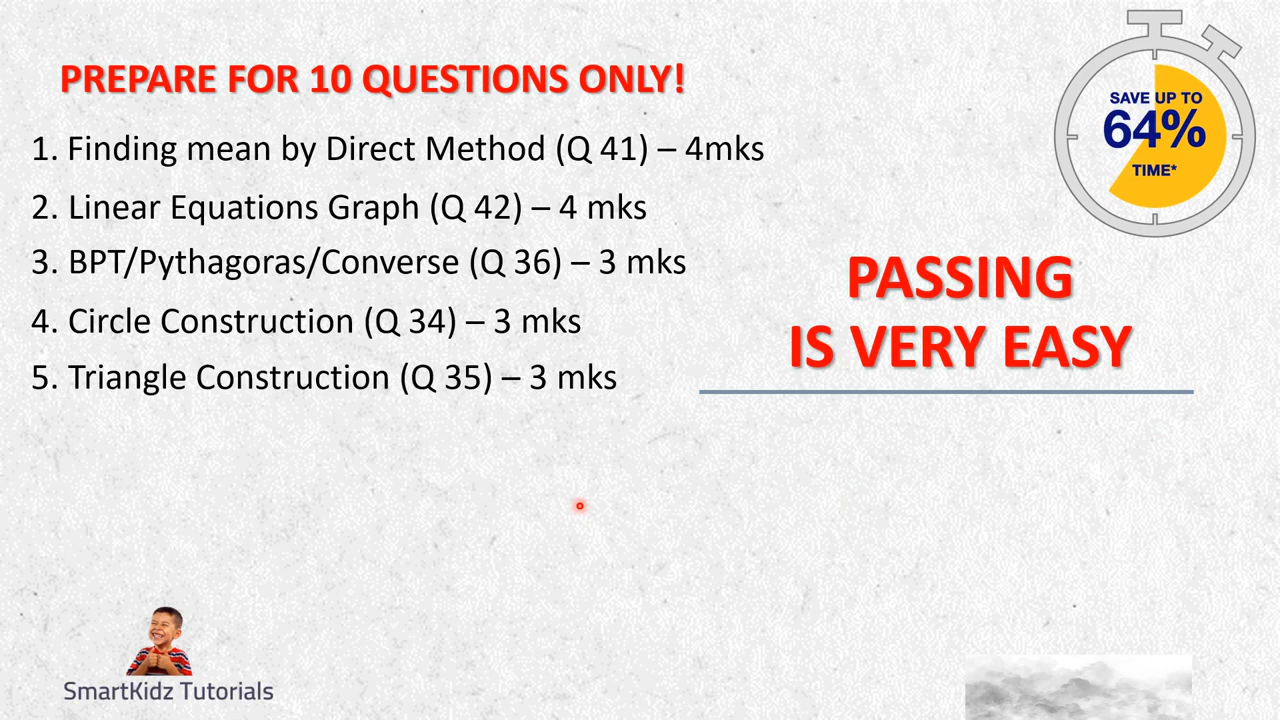 PREPARE FOR 10 QUESTIONS ONLY!
1. Finding mean by Direct Method (Q 41) – 4mks
2. Linear Equations Graph (Q 42) – 4 mks
3. BPT/Pythagoras/Converse (Q 36) – 3 mks
4. Circle Construction (Q 34) – 3 mks
5. Triangle Construction (Q 35) – 3 mks
SAVE UP TO
64%
TIME*
PASSING
IS VERY EASY
SmartKidz Tutorials